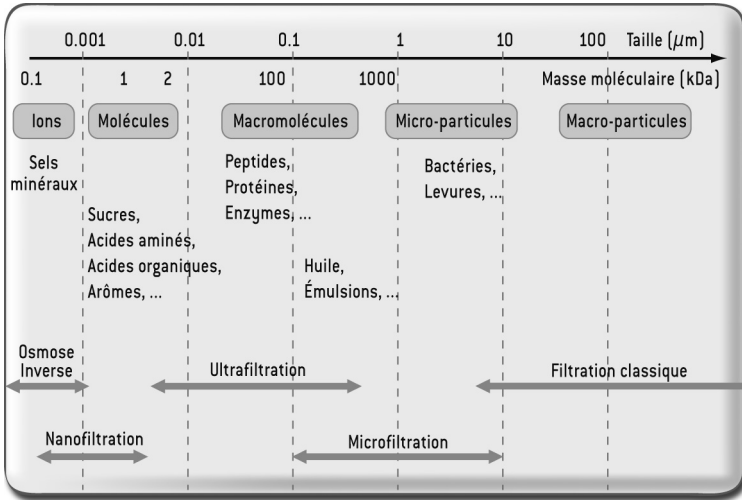 0.001 0.01 0.1 1 10 100 Taille (μm)
0.1 1 2 100 1000 Masse moléculaire (kDa)
Ions Molécules Macromolécules Micro-particules Macro-particules
Sels
minéraux
Peptides,
Protéines,
Enzymes, ...
Bactéries,
Levures, ...
Sucres,
Acides aminés,
Acides organiques,
Arômes, ...
Huile,
Émulsions, ...
Osmose
Inverse
Ultrafiltration
Filtration classique
Nanofiltration
Microfiltration